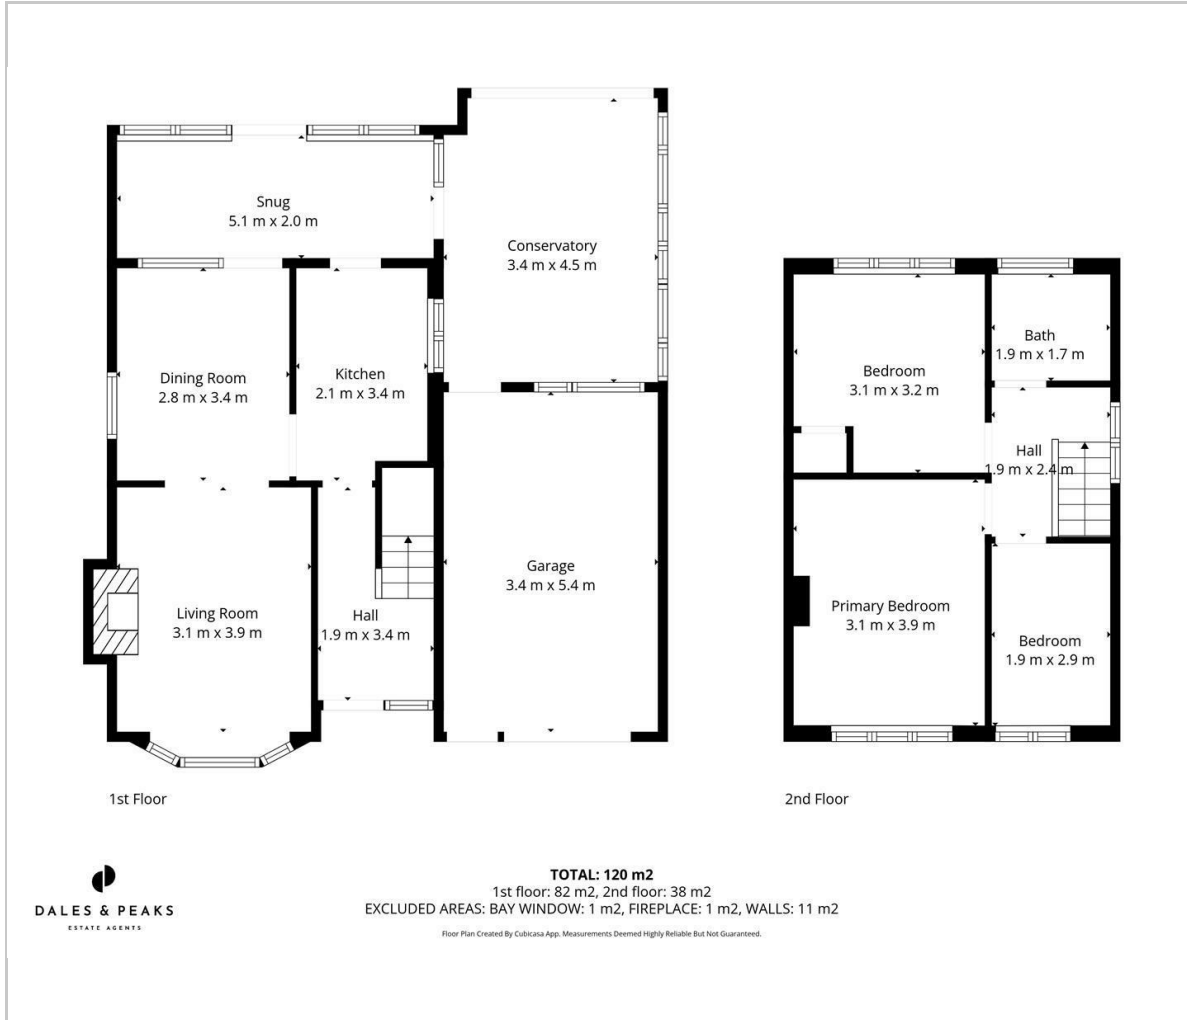 Snug
5.1 m x 2.0 m
Conservatory
3.4 m x 4.5 m
Dining Room
2.8 m x 3.4 m
Kitchen
2.1 m x 3.4 m
Living Room
3.1 m x 3.9 m
Hall
1.9 m x 3.4 m
Garage
3.4 m x 5.4 m
1st Floor
Bedroom
3.1 m x 3.2 m
Bath
1.9 m x 1.7 m
Hall
1.9 m x 2.4 m
Primary Bedroom
3.1 m x 3.9 m
Bedroom
1.9 m x 2.9 m
2nd Floor
DALES & PEAKS
ESTATE AGENTS
TOTAL: 120 m2
1st floor: 82 m2, 2nd floor: 38 m2
EXCLUDED AREAS: BAY WINDOW: 1 m2, FIREPLACE: 1 m2, WALLS: 11 m2
Floor Plan Created By Cubicasa App. Measurements Deemed Highly Reliable But Not Guaranteed.